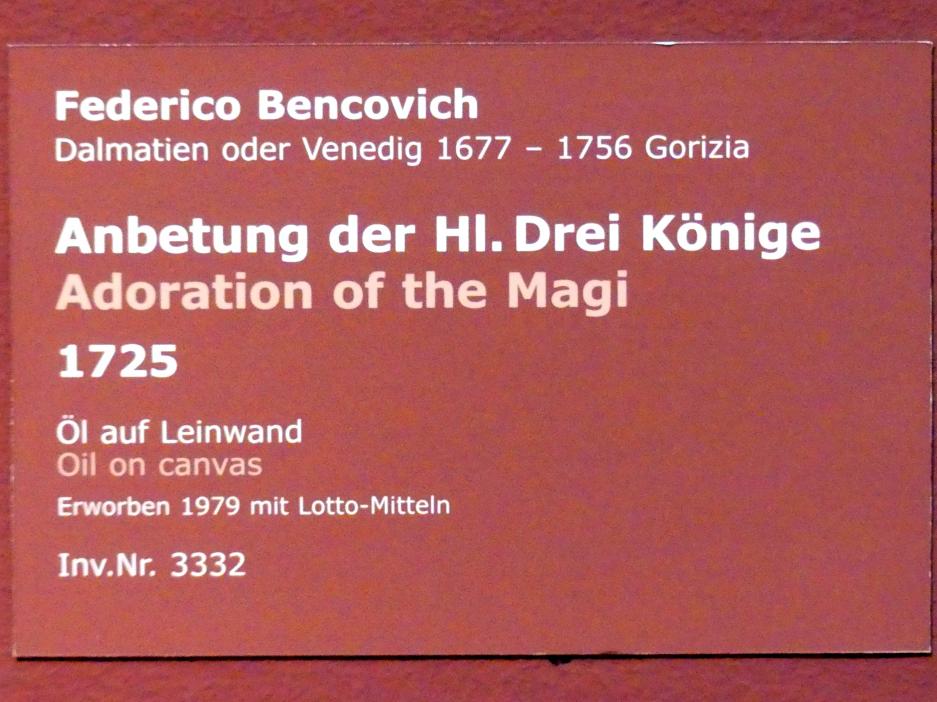 Federico Bencovich
Dalmatien oder Venedig 1677 – 1756 Gorizia
Anbetung der Hl. Drei Könige
Adoration of the Magi
1725
Öl auf Leinwand
Oil on canvas
Erworben 1979 mit Lotto-Mitteln
Inv.Nr. 3332